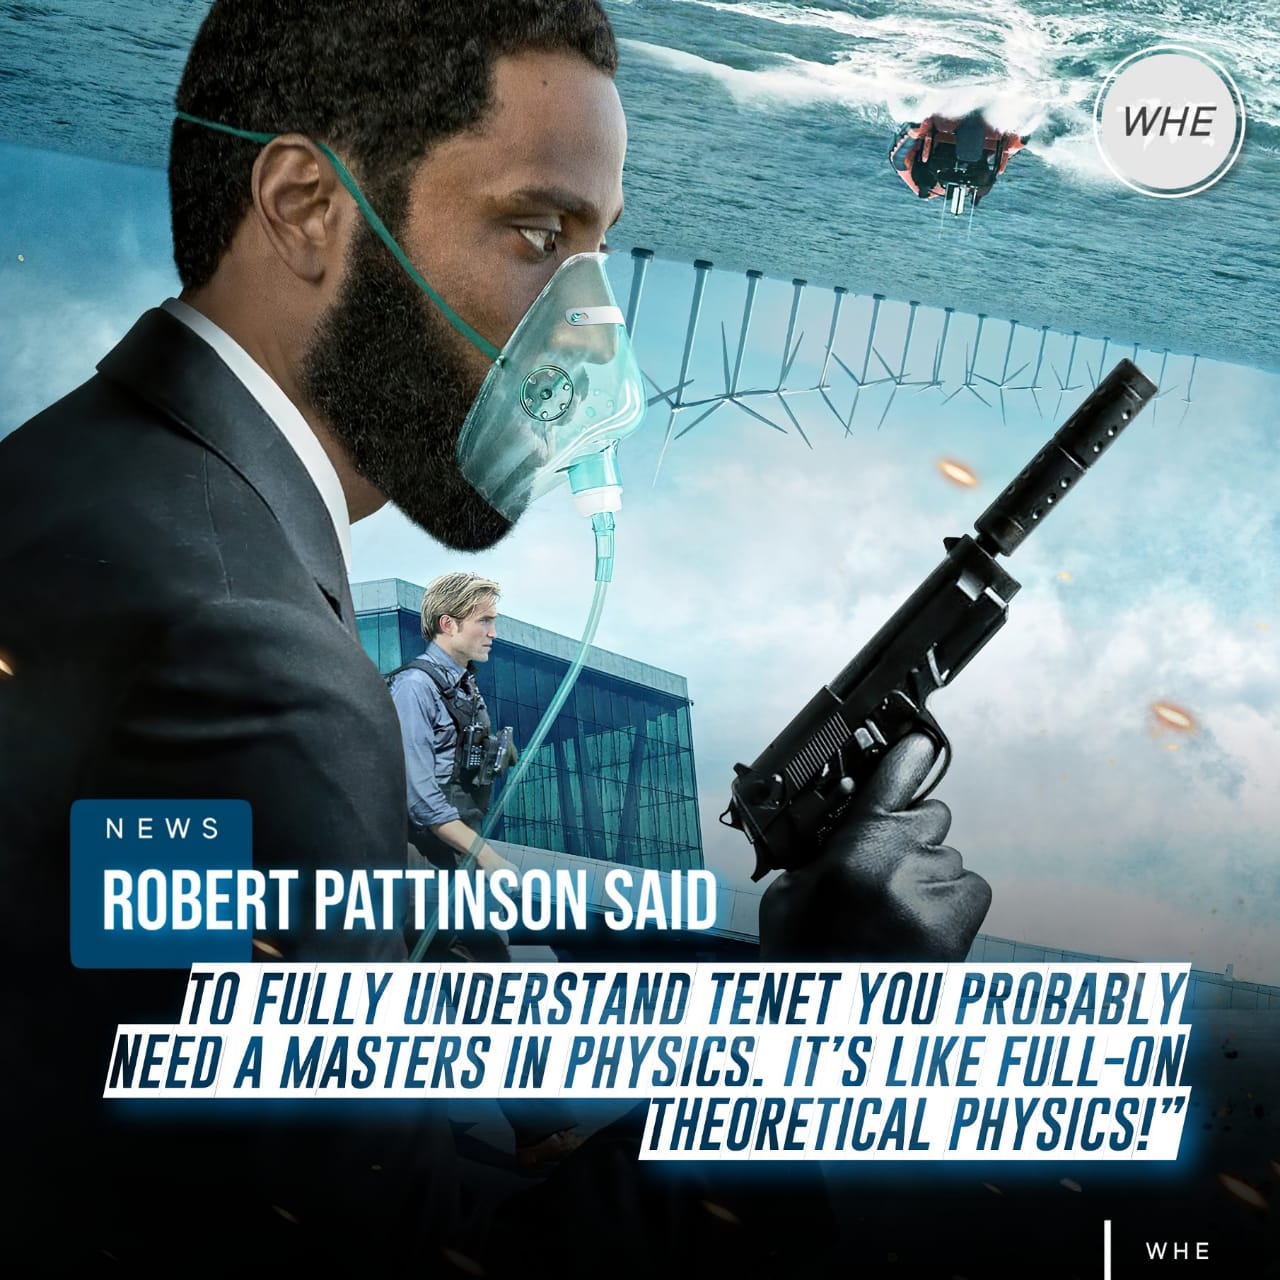 WHE
NEWS
ROBERT PATTINSON SAID
TO FULLY UNDERSTAND TENET YOU PROBABLY
NEED A MASTERS IN PHYSICS. IT'S LIKE FULL-ON
THEORETICAL PHYSICS!”
WHE